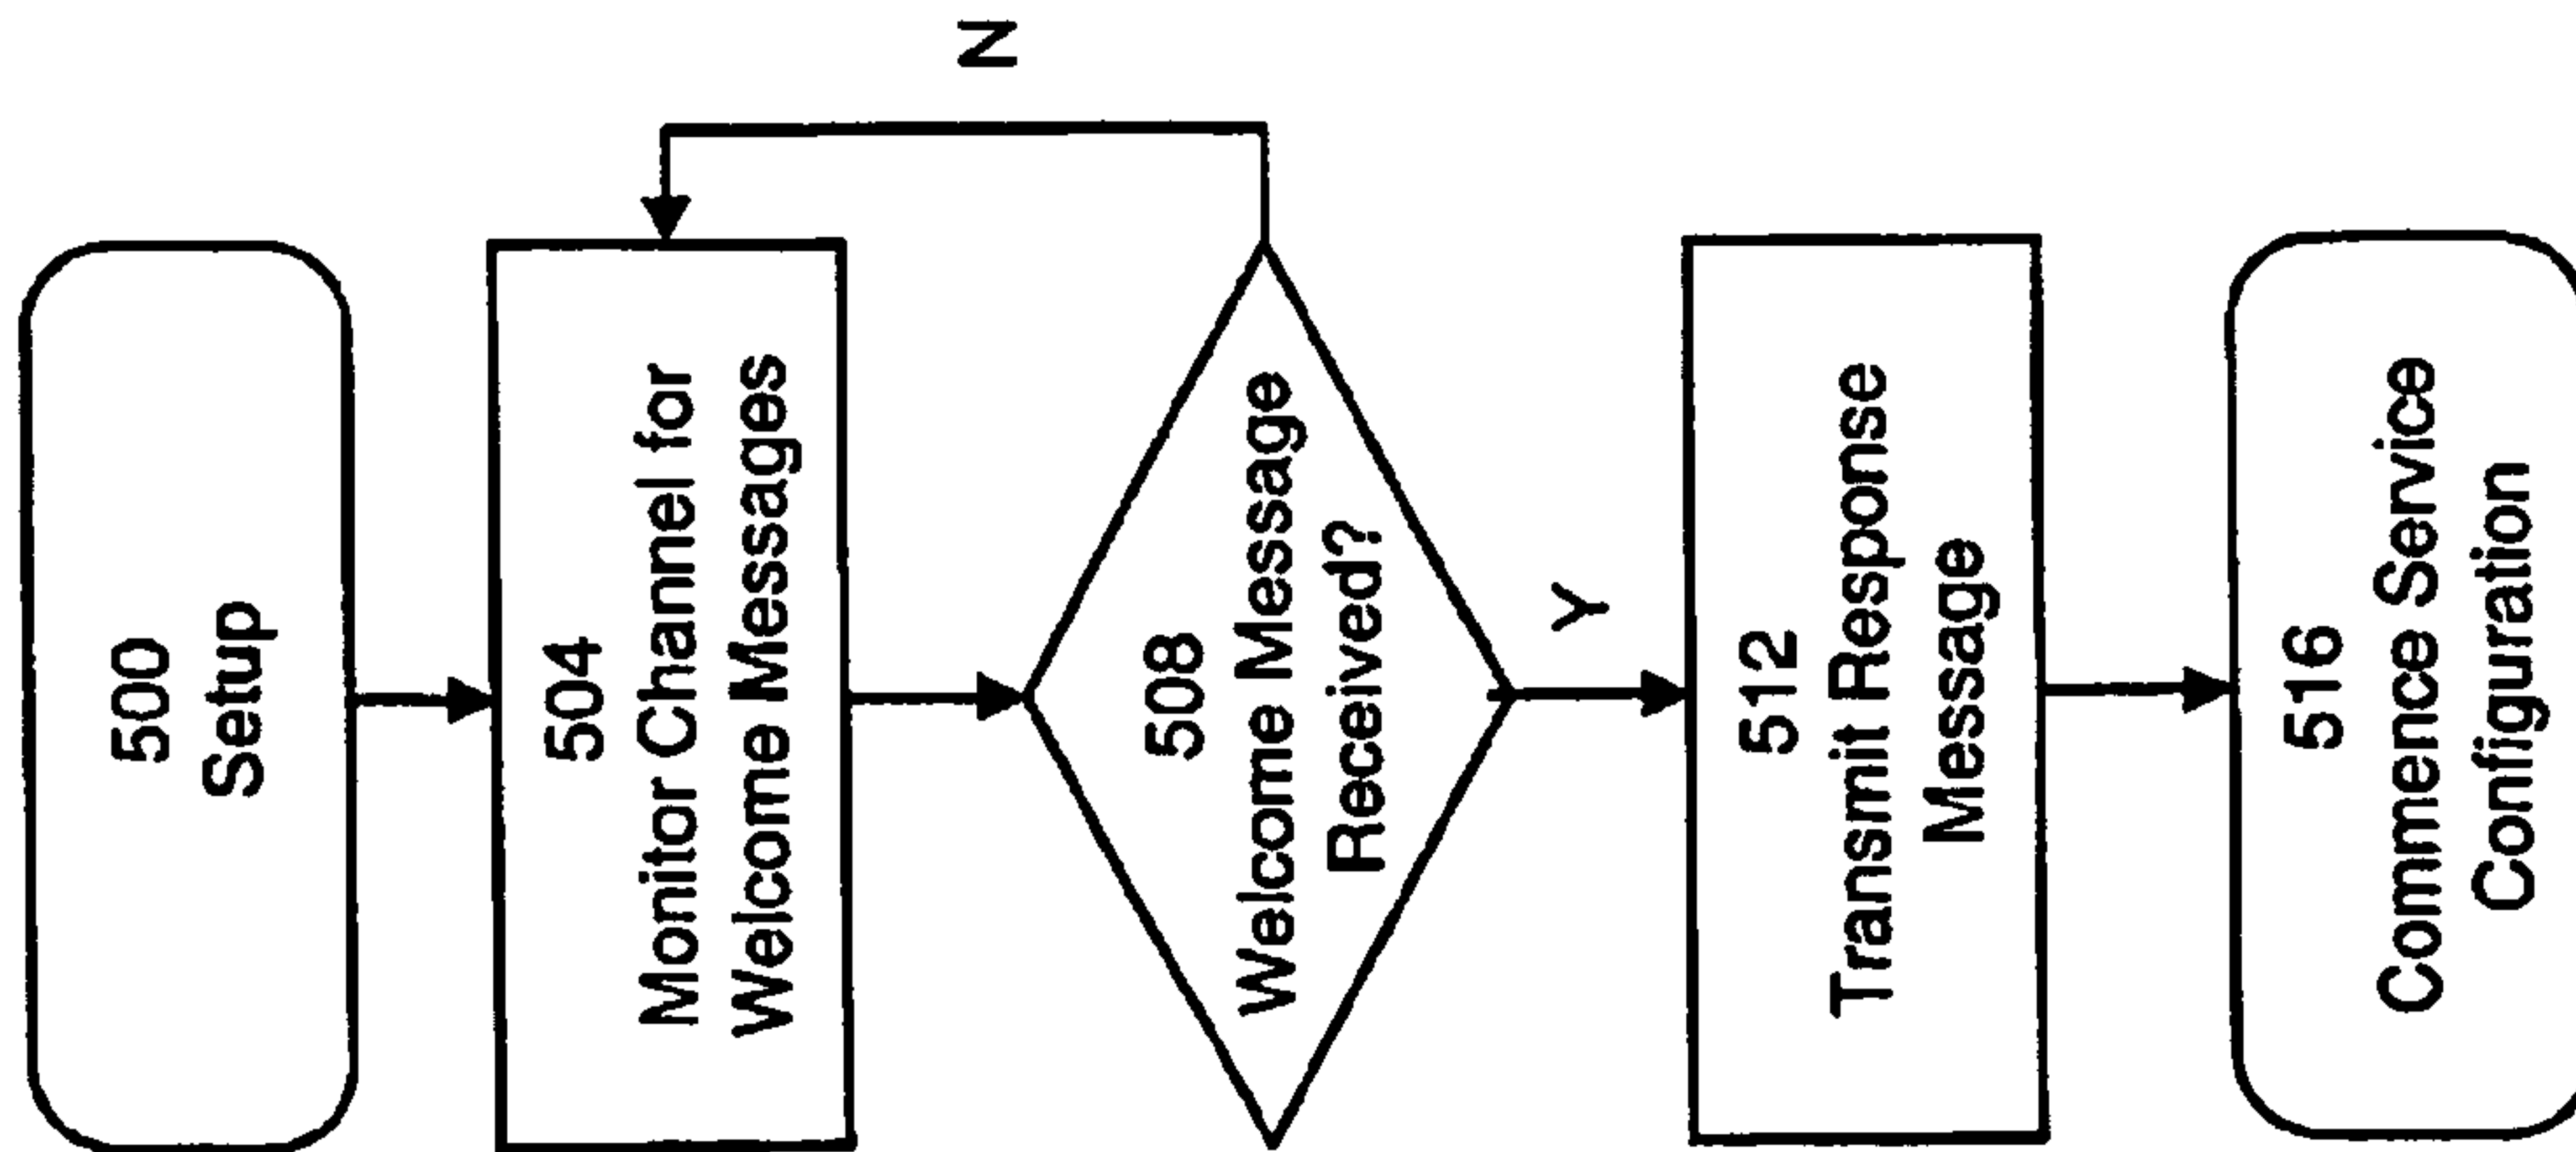 500
Setup
504
Monitor Channel for
Welcome Messages
N
508
Welcome Message
Received?
Y
512
Transmit Response
Message
516
Commence Service
Configuration